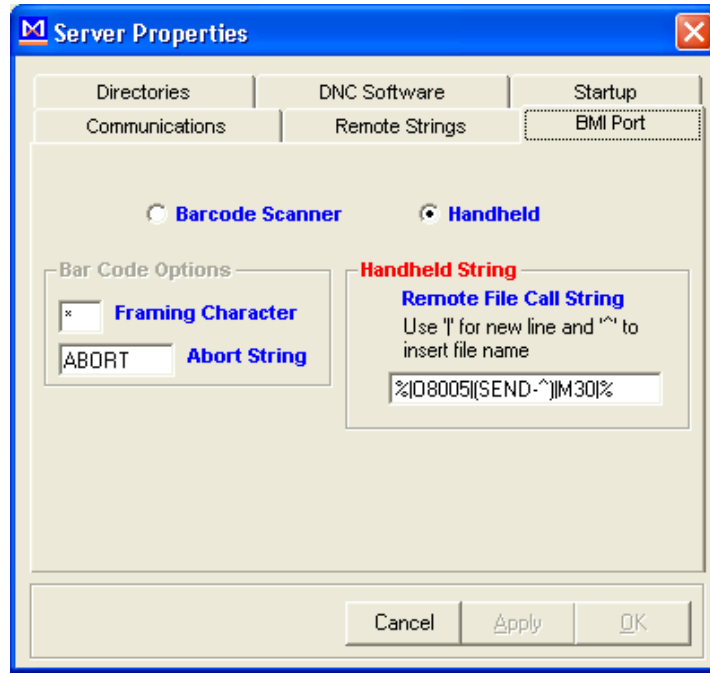 Server Properties
Directories
DNC Software
Startup
Communications
Remote Strings
BMI Port
Barcode Scanner
Handheld
Bar Code Options
* Framing Character
ABORT Abort String
Handheld String
Remote File Call String
Use '|' for new line and '^' to
insert file name
%|O8005|(SEND-^)|M30|%
Cancel
Apply
OK